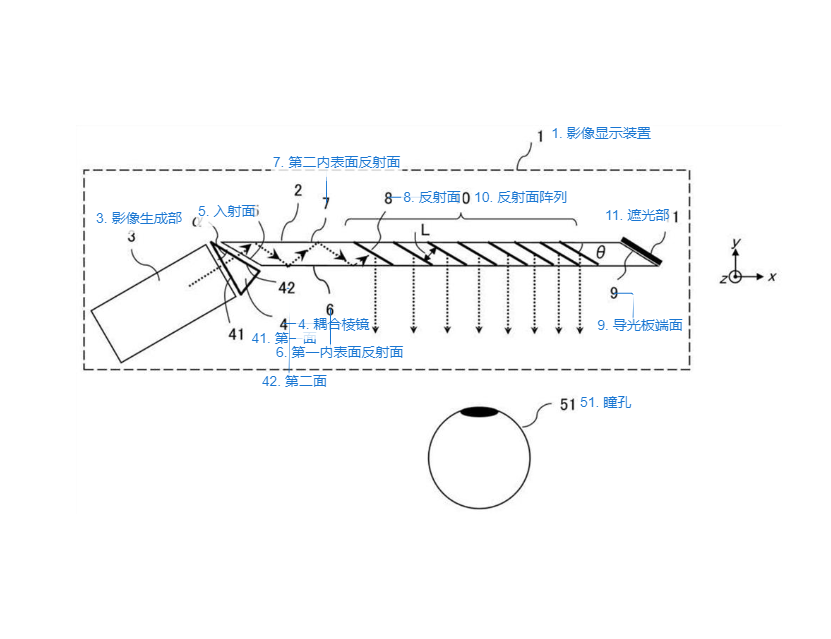 1 1. 影像显示装置
7. 第二内表面反射面
2
7
8 8. 反射面 0 10. 反射面阵列
3. 影像生成部
5. 入射面
α
11. 遮光部 1
3
L
θ
y
z
x
42
9
6
4 4. 耦合棱镜
41
41. 第一面
9. 导光板端面
6. 第一内表面反射面
42. 第二面
51 51. 瞳孔